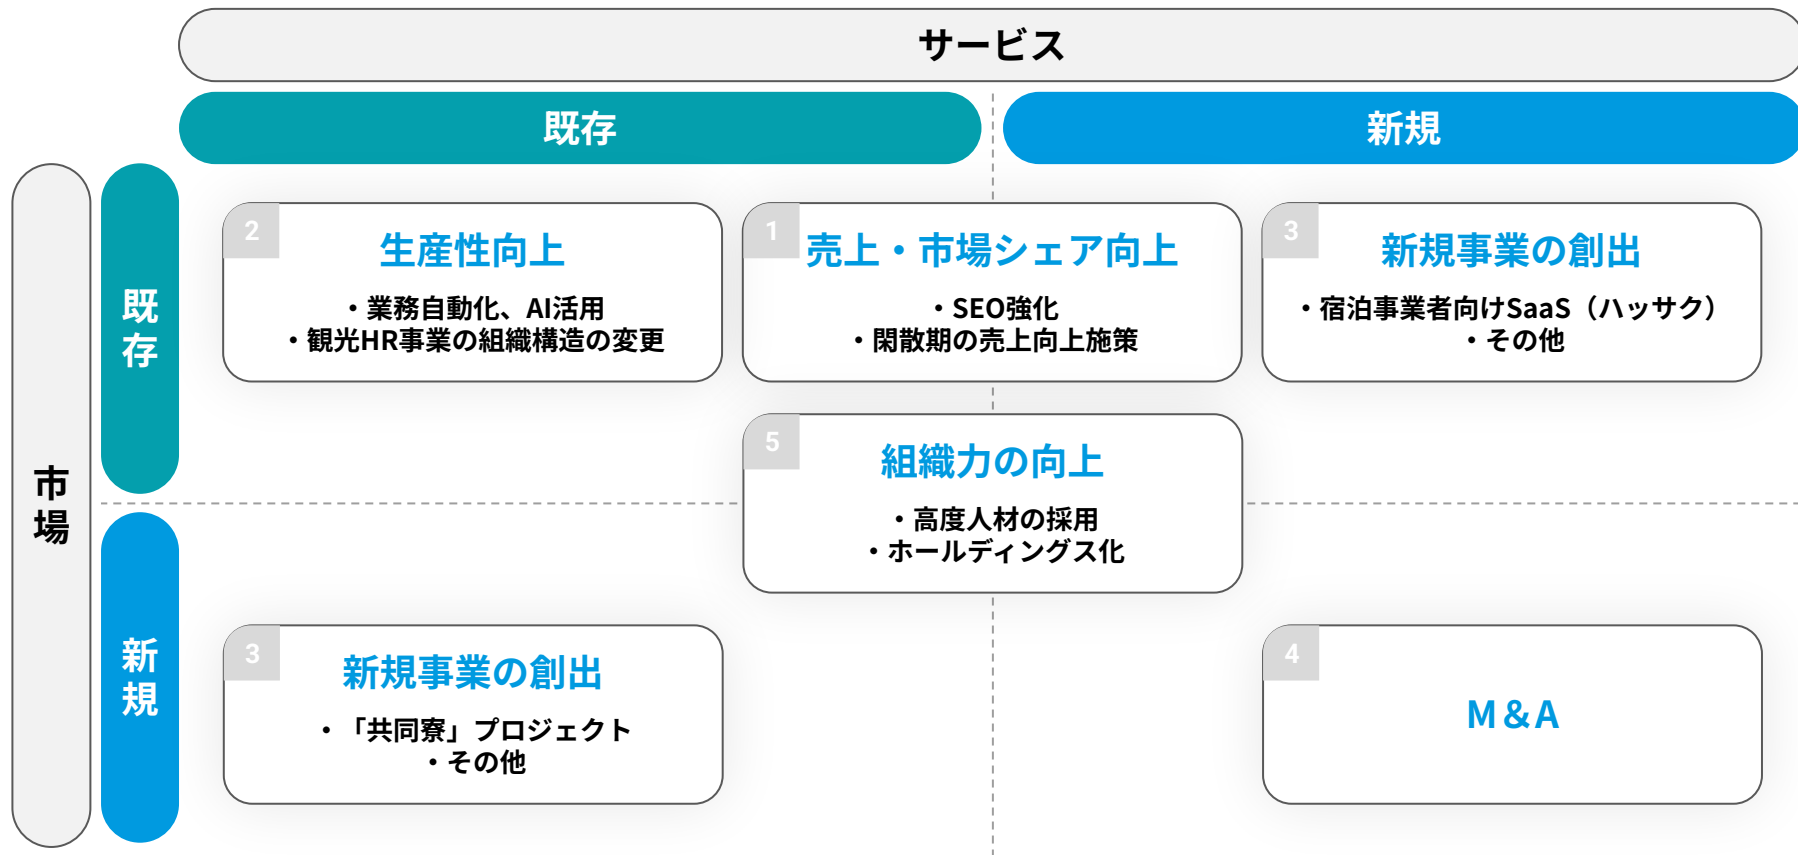 サービス
既存
新規
市場
既存
2
生産性向上
・業務自動化、AI活用
・観光HR事業の組織構造の変更
1
売上・市場シェア向上
・SEO強化
・閑散期の売上向上施策
3
新規事業の創出
・宿泊事業者向けSaaS（ハッサク）
・その他
5
組織力の向上
・高度人材の採用
・ホールディングス化
新規
3
新規事業の創出
・「共同寮」プロジェクト
・その他
4
M＆A